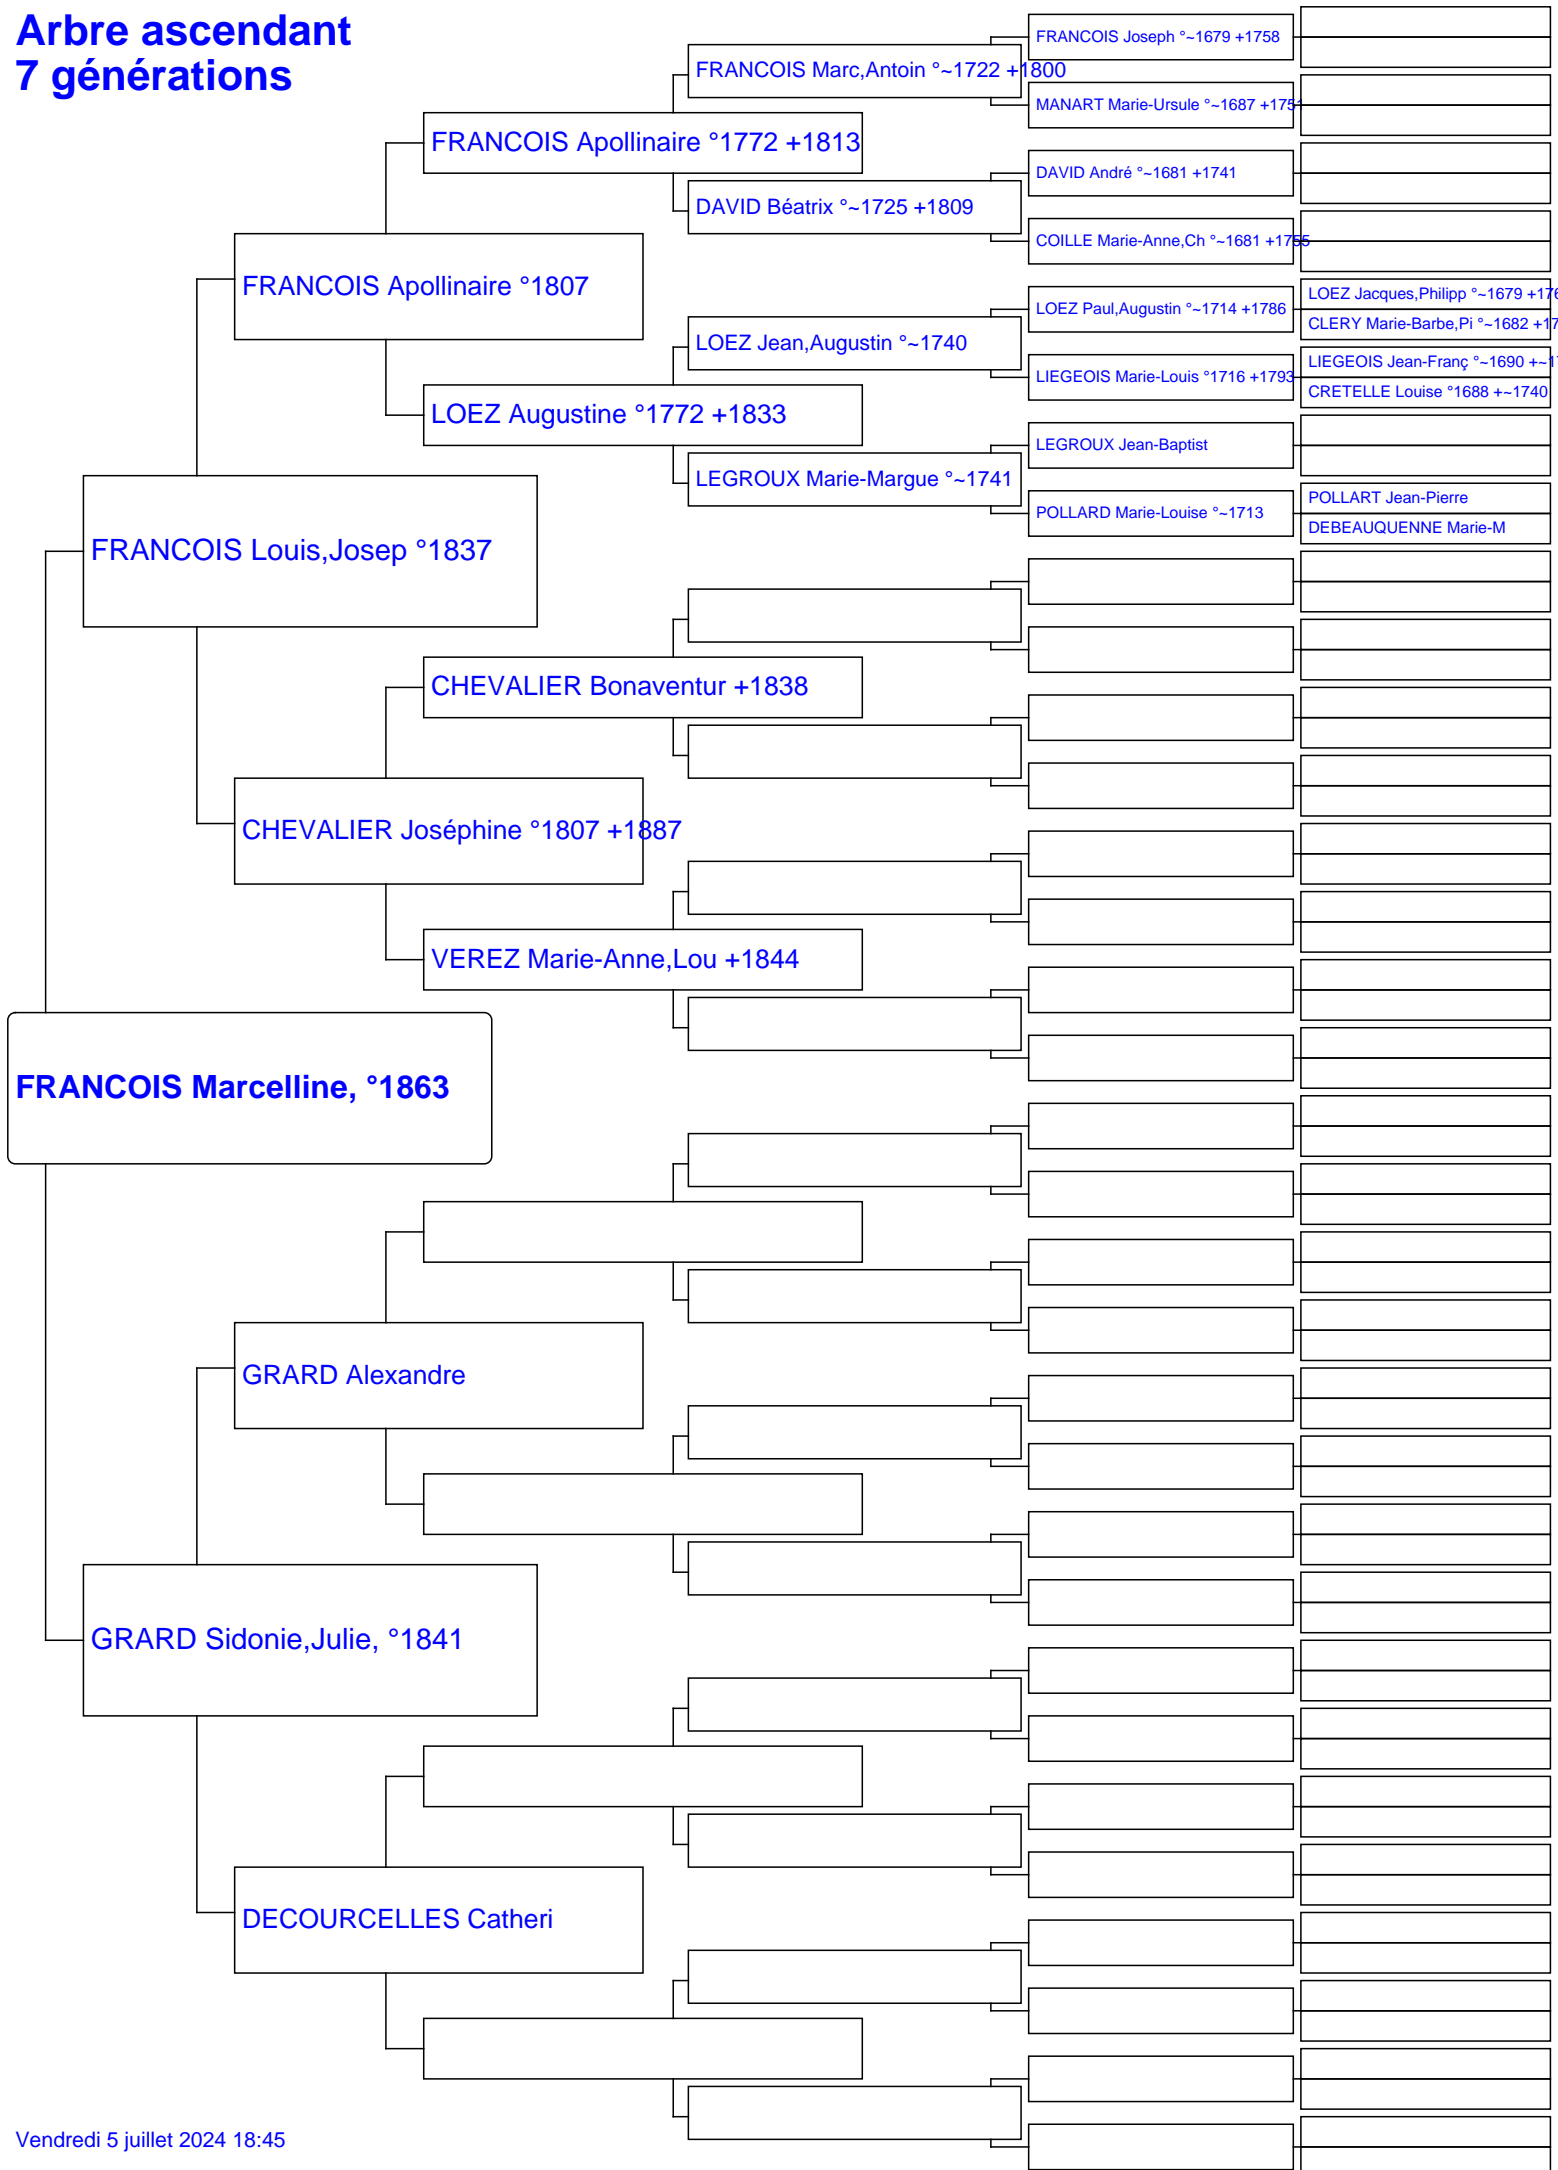 Arbre ascendant
7 générations
FRANCOIS Marcelline, °1863
FRANCOIS Louis,Josep °1837
GRARD Sidonie,Julie, °1841
FRANCOIS Apollinaire °1807
CHEVALIER Joséphine °1807 +1887
GRARD Alexandre
DECOURCELLES Catheri
FRANCOIS Apollinaire °1772 +1813
LOEZ Augustine °1772 +1833
CHEVALIER Bonaventur +1838
VEREZ Marie-Anne,Lou +1844
FRANCOIS Marc,Antoin °~1722 +1800
DAVID Béatrix °~1725 +1809
LOEZ Jean,Augustin °~1740
LEGROUX Marie-Margue °~1741
FRANCOIS Joseph °~1679 +1758
MANART Marie-Ursule °~1687 +1751
DAVID André °~1681 +1741
COILLE Marie-Anne,Ch °~1681 +1755
LOEZ Paul,Augustin °~1714 +1786
LIEGEOIS Marie-Louis °1716 +1793
LEGROUX Jean-Baptist
POLLARD Marie-Louise °~1713
LOEZ Jacques,Philipp °~1679 +176
CLERY Marie-Barbe,Pi °~1682 +17
LIEGEOIS Jean-Franç °~1690 +~1
CRETELLE Louise °1688 +~1740
POLLART Jean-Pierre
DEBEAUQUENNE Marie-M
Vendredi 5 juillet 2024 18:45